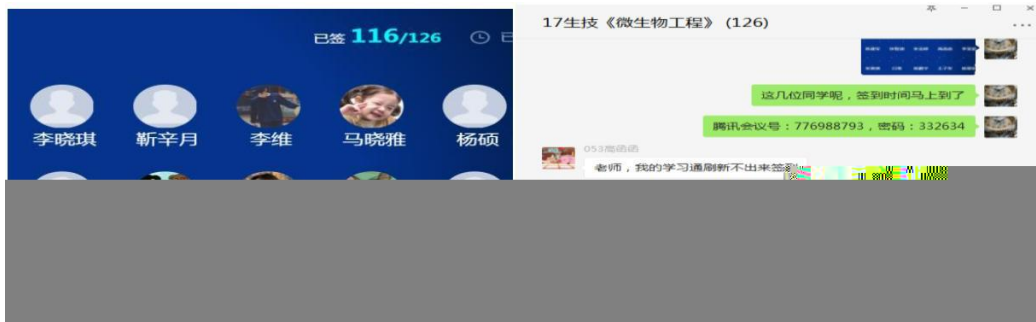 已签 116/126
李晓琪 靳辛月 李维 马晓雅 杨硕
17生技《微生物工程》 (126)
这几位同学呢，签到时间马上到了
腾讯会议号：776988793，密码：332634
老师，我的学习通刷新不出来签